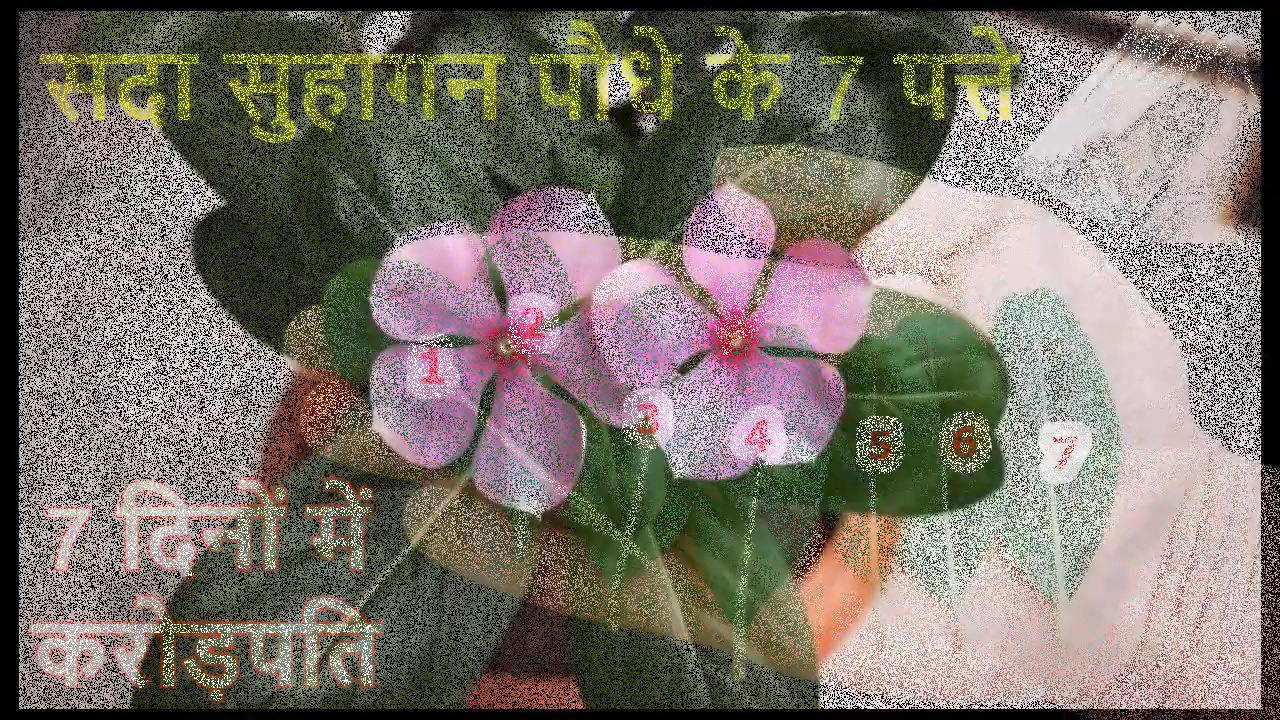 सदा सुहागन पौधे के 7 पत्ते
2
1
3
4
5
6
7
7 दिनों में
करोड़पति